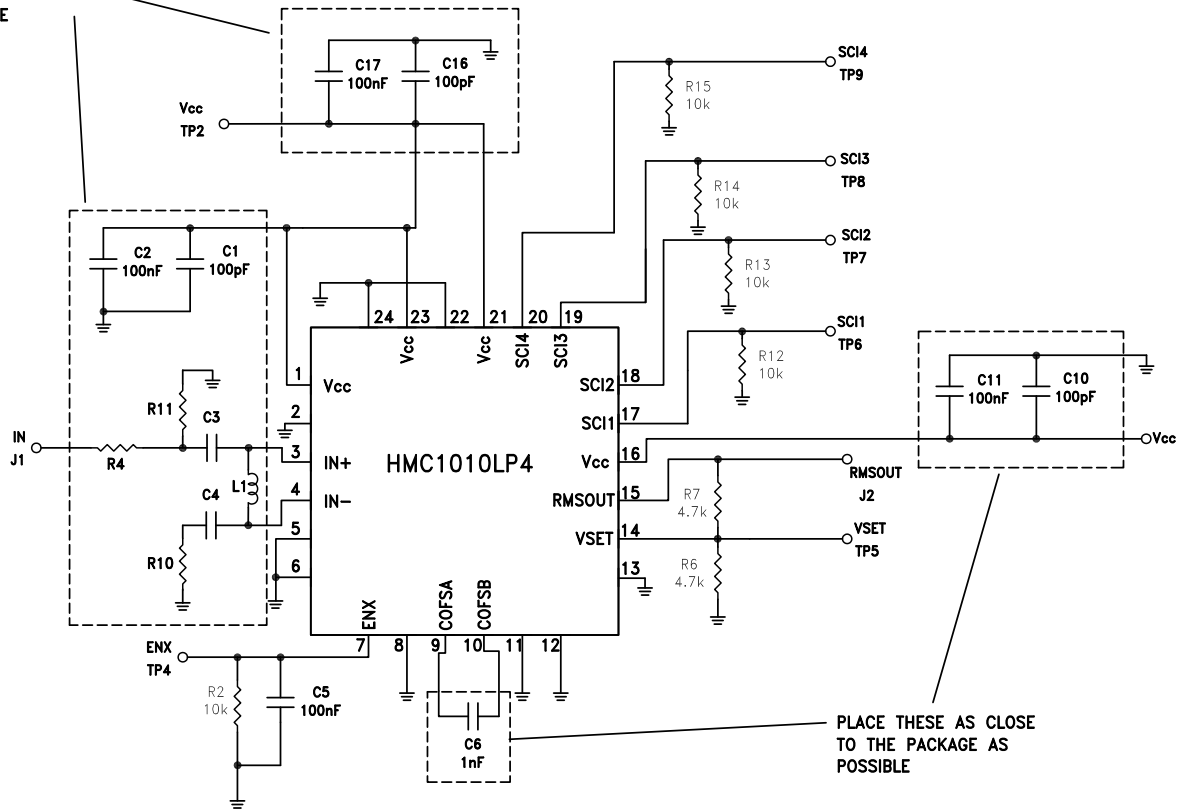 E
C17
100nF
C16
100pF
Vcc
TP2
SCI4
TP9
R15
10k
SCI3
TP8
R14
10k
SCI2
TP7
R13
10k
SCI1
TP6
R12
10k
C2
100nF
C1
100pF
24
23
22
21
20
19
Vcc
Vcc
SCI4
SCI3
1
Vcc
2
3
IN+
4
IN-
5
6
HMC1010LP4
18
SCI2
17
SCI1
16
Vcc
15
RMSOUT
14
VSET
13
R11
C3
IN
J1
R4
L1
C4
R10
C11
100nF
C10
100pF
Vcc
RMSOUT
J2
R7
4.7k
VSET
TP5
R6
4.7k
ENX
COFSA
COFSB
7
8
9
10
11
12
ENX
TP4
R2
10k
C5
100nF
C6
1nF
PLACE THESE AS CLOSE
TO THE PACKAGE AS
POSSIBLE